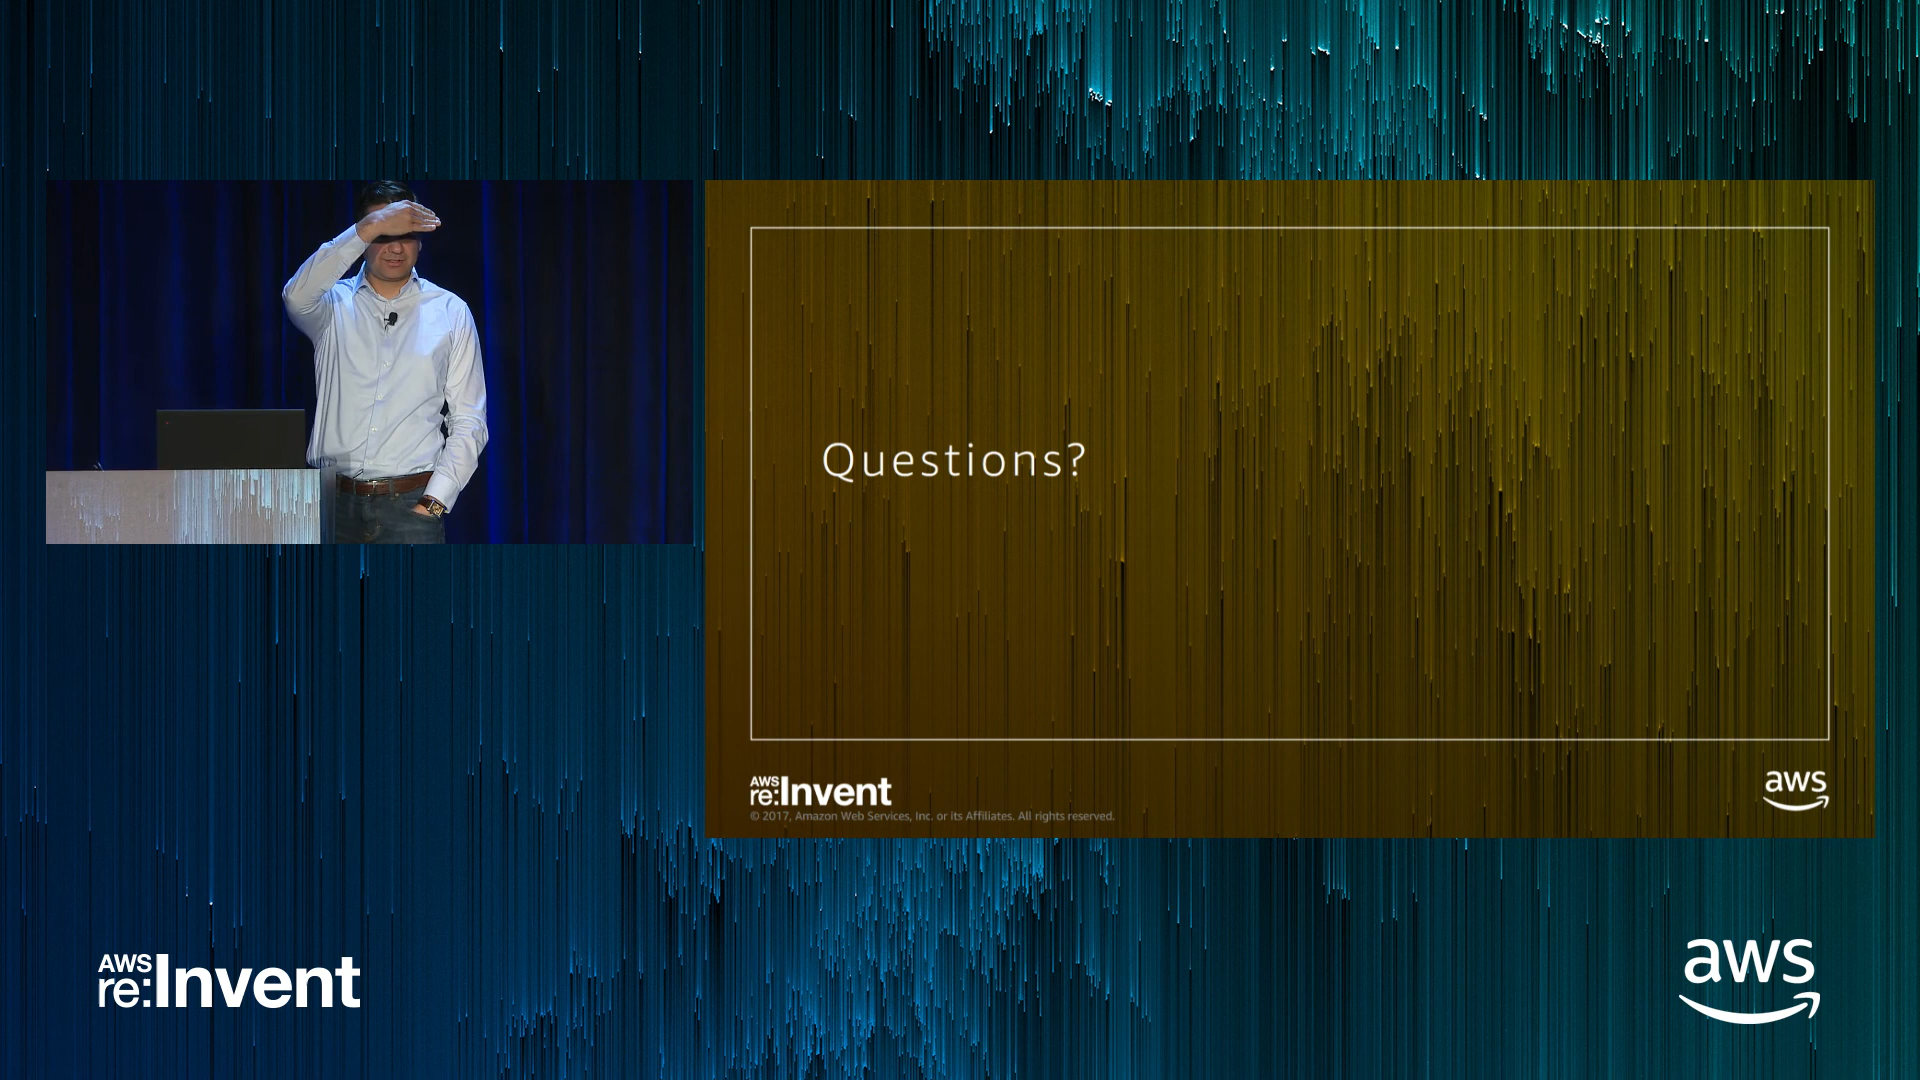 Questions?
AWS
re:Invent
© 2017, Amazon Web Services, Inc. or its Affiliates. All rights reserved.
aws
AWS
re:Invent
aws